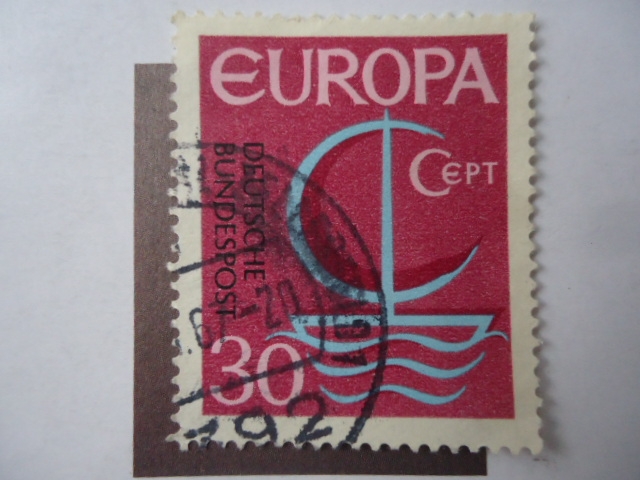 EUROPA
CEPT
DEUTSCHE
BUNDESPOST
30